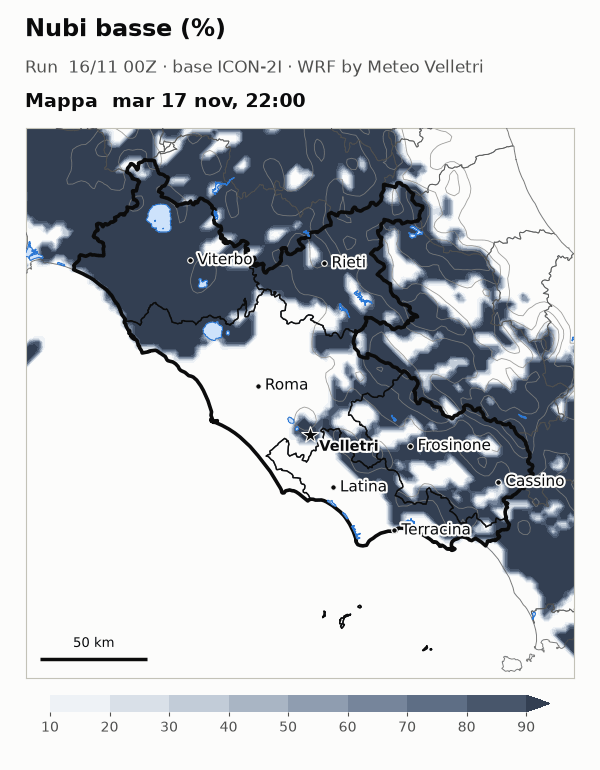 Nubi basse (%)
Run  16/11 00Z · base ICON-2I · WRF by Meteo Velletri
Mappa  mar 17 nov, 22:00
Viterbo
Rieti
Roma
Velletri
Frosinone
Cassino
Latina
Terracina
50 km
10 20 30 40 50 60 70 80 90